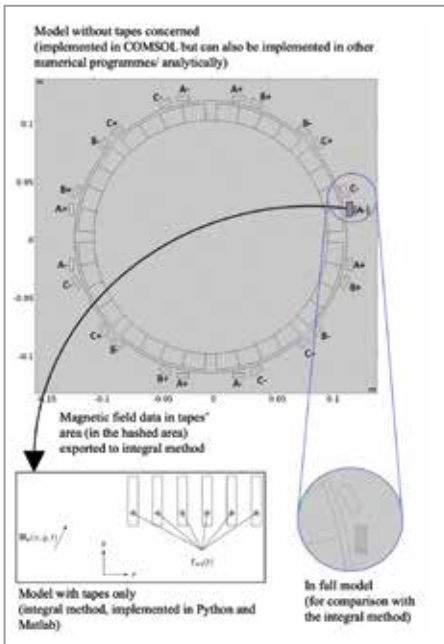 Model without tapes concerned
(implemented in COMSOL but can also be implemented in other
numerical programmes/ analytically)
m
C- A- A+ B+
0.1
C+ B-
B- C+
0.05
B+ C-
A+ (A-)
0
A- A+
C- B+
-0.05
C+ B-
B- C-
-0.1
B+ A+ A- C-
m
-0.15 -0.1 -0.05 0 0.05 0.1
Magnetic field data in tapes'
area (in the hashed area)
exported to integral method
Model with tapes only
(integral method, implemented in Python and
Matlab)
In full model
(for comparison with
the integral method)